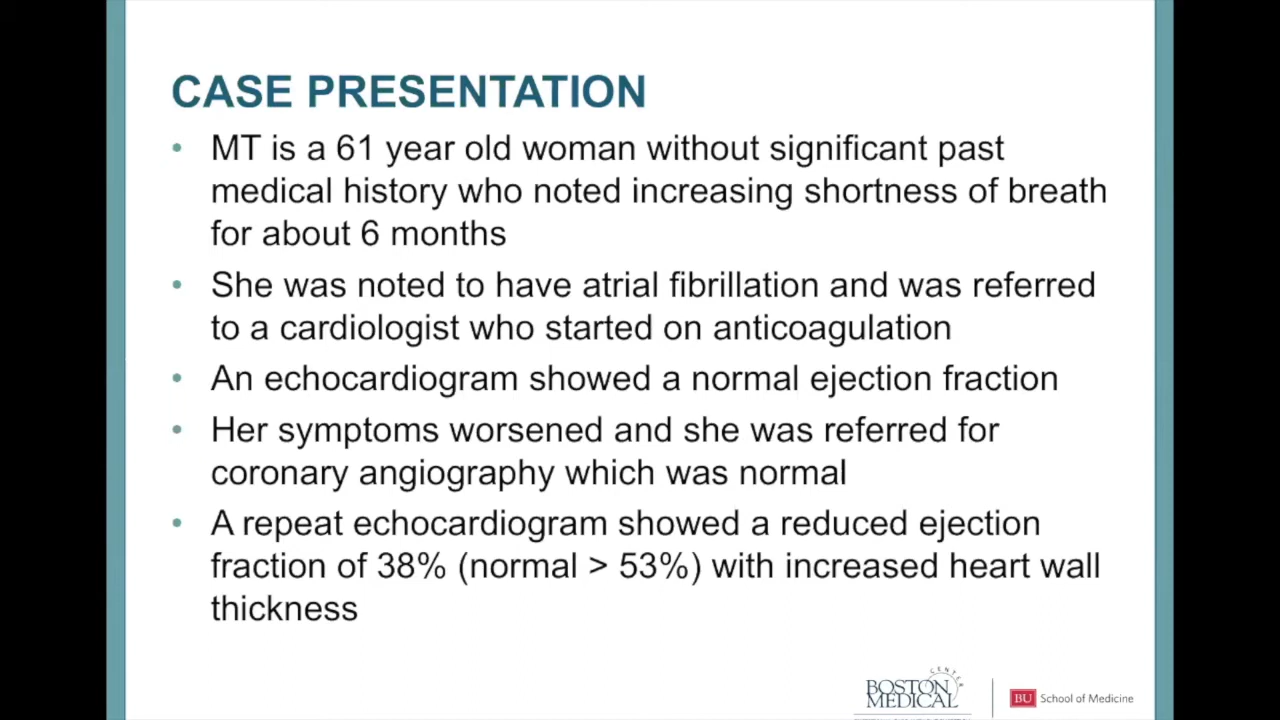 CASE PRESENTATION
• MT is a 61 year old woman without significant past
medical history who noted increasing shortness of breath
for about 6 months
• She was noted to have atrial fibrillation and was referred
to a cardiologist who started on anticoagulation
• An echocardiogram showed a normal ejection fraction
• Her symptoms worsened and she was referred for
coronary angiography which was normal
• A repeat echocardiogram showed a reduced ejection
fraction of 38% (normal > 53%) with increased heart wall
thickness
BOSTON CENTER
MEDICAL
BU School of Medicine